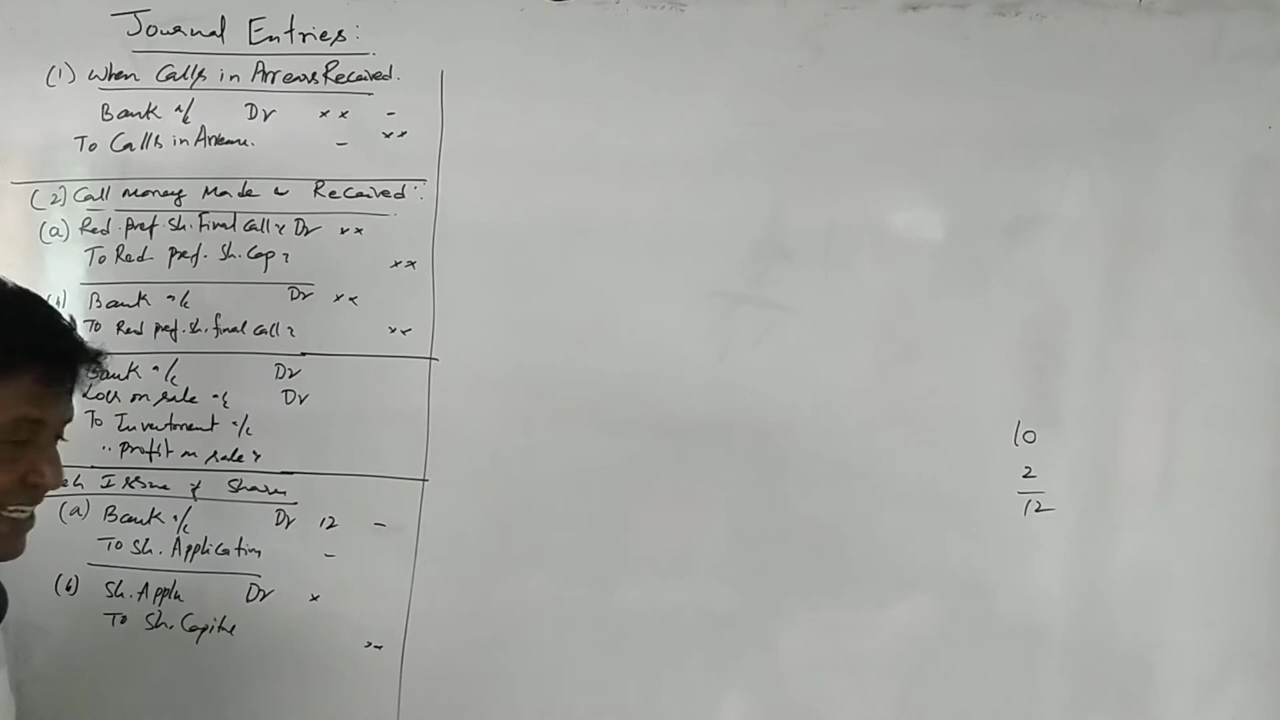 Journal Entries:
(1) When Calls in Arrears Received.
Bank a/c Dr xx -
To Calls in Arrears. - xx
(2) Call money Made & Received:
(a) Red. pref. Sh. Final Call Dr xx
To Red. pref. Sh. Cap xx
Bank a/c Dr xx
To Red pref. sh. final call xx
Bank a/c Dr
Loss on sale a/c Dr
To Investment a/c
" profit on sale
Issue of Shares
(a) Bank a/c Dr 12 -
To Sh. Application -
(b) Sh. Appln Dr x
To Sh. Capital
xx
10
2
12